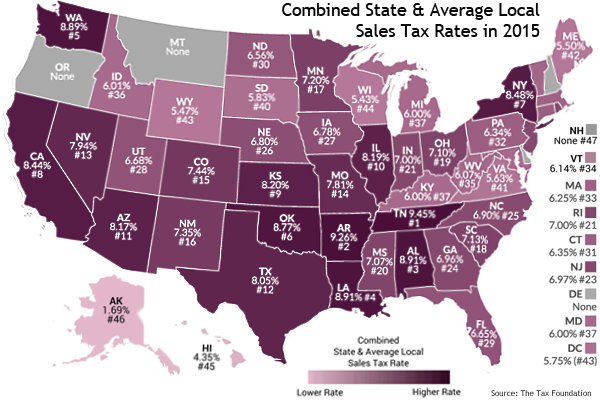 Combined State & Average Local
Sales Tax Rates in 2015
WA
8.89%
#5
OR
None
MT
None
ID
6.01%
#36
WY
5.47%
#43
ND
6.56%
#30
SD
5.83%
#40
NE
6.80%
#26
MN
7.20%
#17
IA
6.78%
#27
WI
5.43%
#44
MI
6.00%
#37
NY
8.48%
#7
ME
5.50%
#42
PA
6.34%
#32
CA
8.44%
#8
NV
7.94%
#13
UT
6.68%
#28
CO
7.44%
#15
KS
8.20%
#9
MO
7.81%
#14
IL
8.19%
#10
IN
7.00%
#21
OH
7.10%
#19
WV
6.07%
#35
VA
5.63%
#41
KY
6.00% #37
AZ
8.17%
#11
NM
7.35%
#16
OK
8.77%
#6
AR
9.26%
#2
TN 9.45%
#1
NC
6.90% #25
SC
7.13%
#18
TX
8.05%
#12
LA
8.91% #4
MS
7.07%
#20
AL
8.91%
#3
GA
6.96%
#24
FL
6.65%
#29
AK
1.69%
#46
HI
4.35%
#45
NH
None #47
VT
6.14% #34
MA
6.25% #33
RI
7.00% #21
CT
6.35% #31
NJ
6.97% #23
DE
None
MD
6.00% #37
DC
5.75% (#43)
Combined
State & Average Local
Sales Tax Rate
Lower Rate
Higher Rate
Source: The Tax Foundation